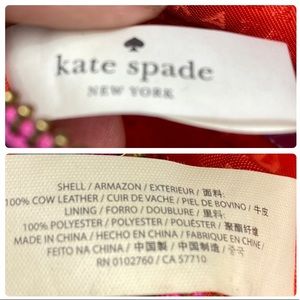 kate spade
NEW YORK
SHELL / ARMAZON / EXTERIEUR / 面料:
100% COW LEATHER / CUIR DE VACHE / PIEL DE BOVINO / 牛皮
LINING / FORRO / DOUBLURE / 里料:
100% POLYESTER / POLYESTER / POLIÉSTER / 聚酯纤维
MADE IN CHINA / HECHO EN CHINA / FABRIQUE EN CHINE /
FEITO NA CHINA / 中国製 / 中国制造 / 중국
RN 0102760 / CA 57710